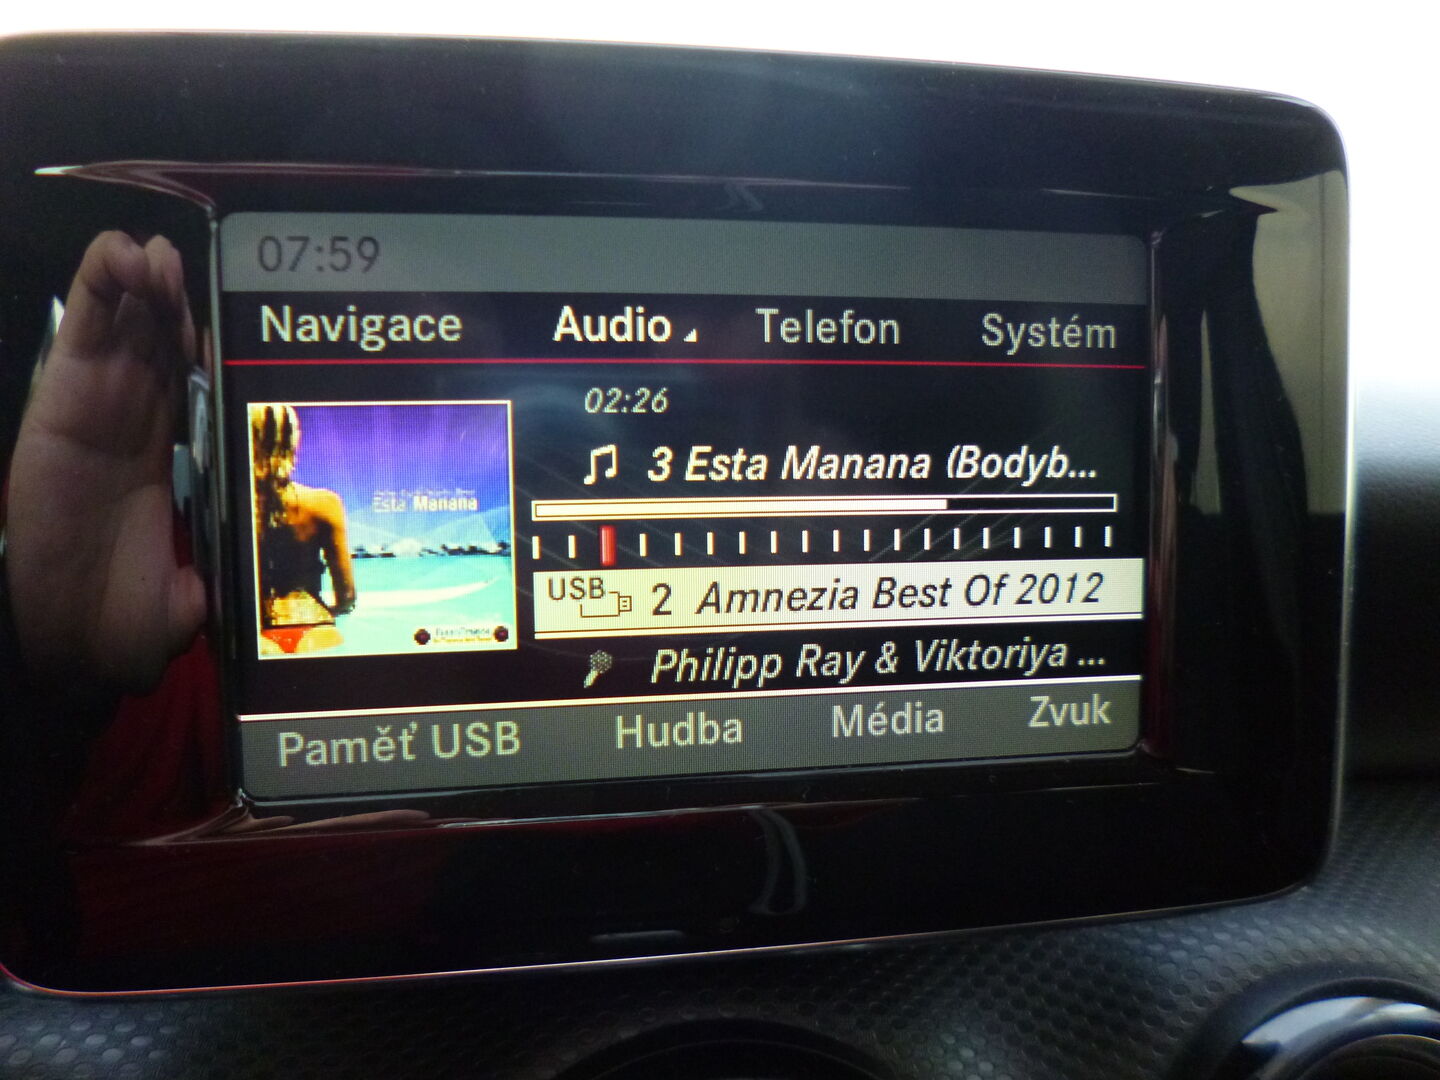 07:59
Navigace Audio Telefon Systém
02:26
3 Esta Manana (Bodyb...
Esta Manana
USB 2 Amnezia Best Of 2012
Philipp Ray & Viktoriya ...
Paměť USB Hudba Média Zvuk